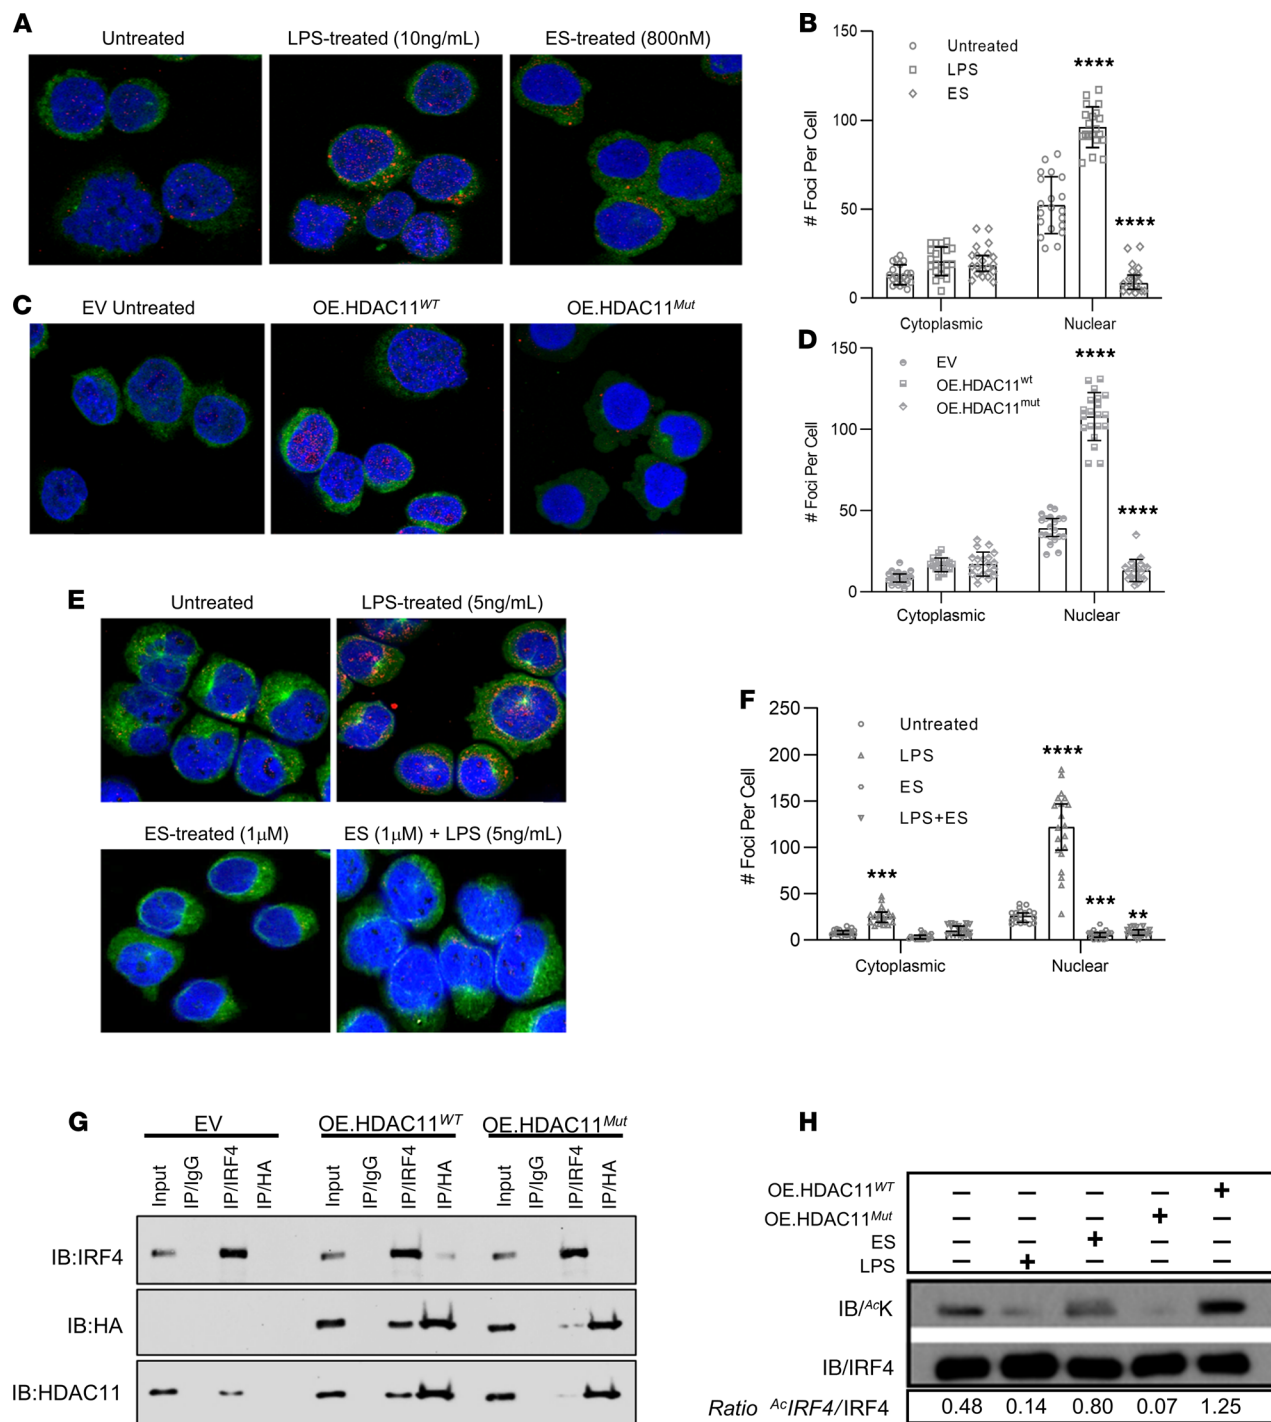 A
Untreated
LPS-treated (10ng/mL)
ES-treated (800nM)
B
# Foci Per Cell
150
100
50
0
Untreated
LPS
ES
****
****
Cytoplasmic
Nuclear
C
EV Untreated
OE.HDAC11WT
OE.HDAC11Mut
D
# Foci Per Cell
150
100
50
0
EV
OE.HDAC11wt
OE.HDAC11mut
****
****
Cytoplasmic
Nuclear
E
Untreated
LPS-treated (5ng/mL)
ES-treated (1µM)
ES (1µM) + LPS (5ng/mL)
F
# Foci Per Cell
250
200
150
100
50
0
Untreated
LPS
ES
LPS+ES
***
****
***
**
Cytoplasmic
Nuclear
G
EV
OE.HDAC11WT
OE.HDAC11Mut
Input
IP/IgG
IP/IRF4
IP/HA
Input
IP/IgG
IP/IRF4
IP/HA
Input
IP/IgG
IP/IRF4
IP/HA
IB:IRF4
IB:HA
IB:HDAC11
H
OE.HDAC11WT – – – – +
OE.HDAC11Mut – – – + –
ES – – + – –
LPS – + – – –
IB/AcK
IB/IRF4
Ratio AcIRF4/IRF4 0.48 0.14 0.80 0.07 1.25